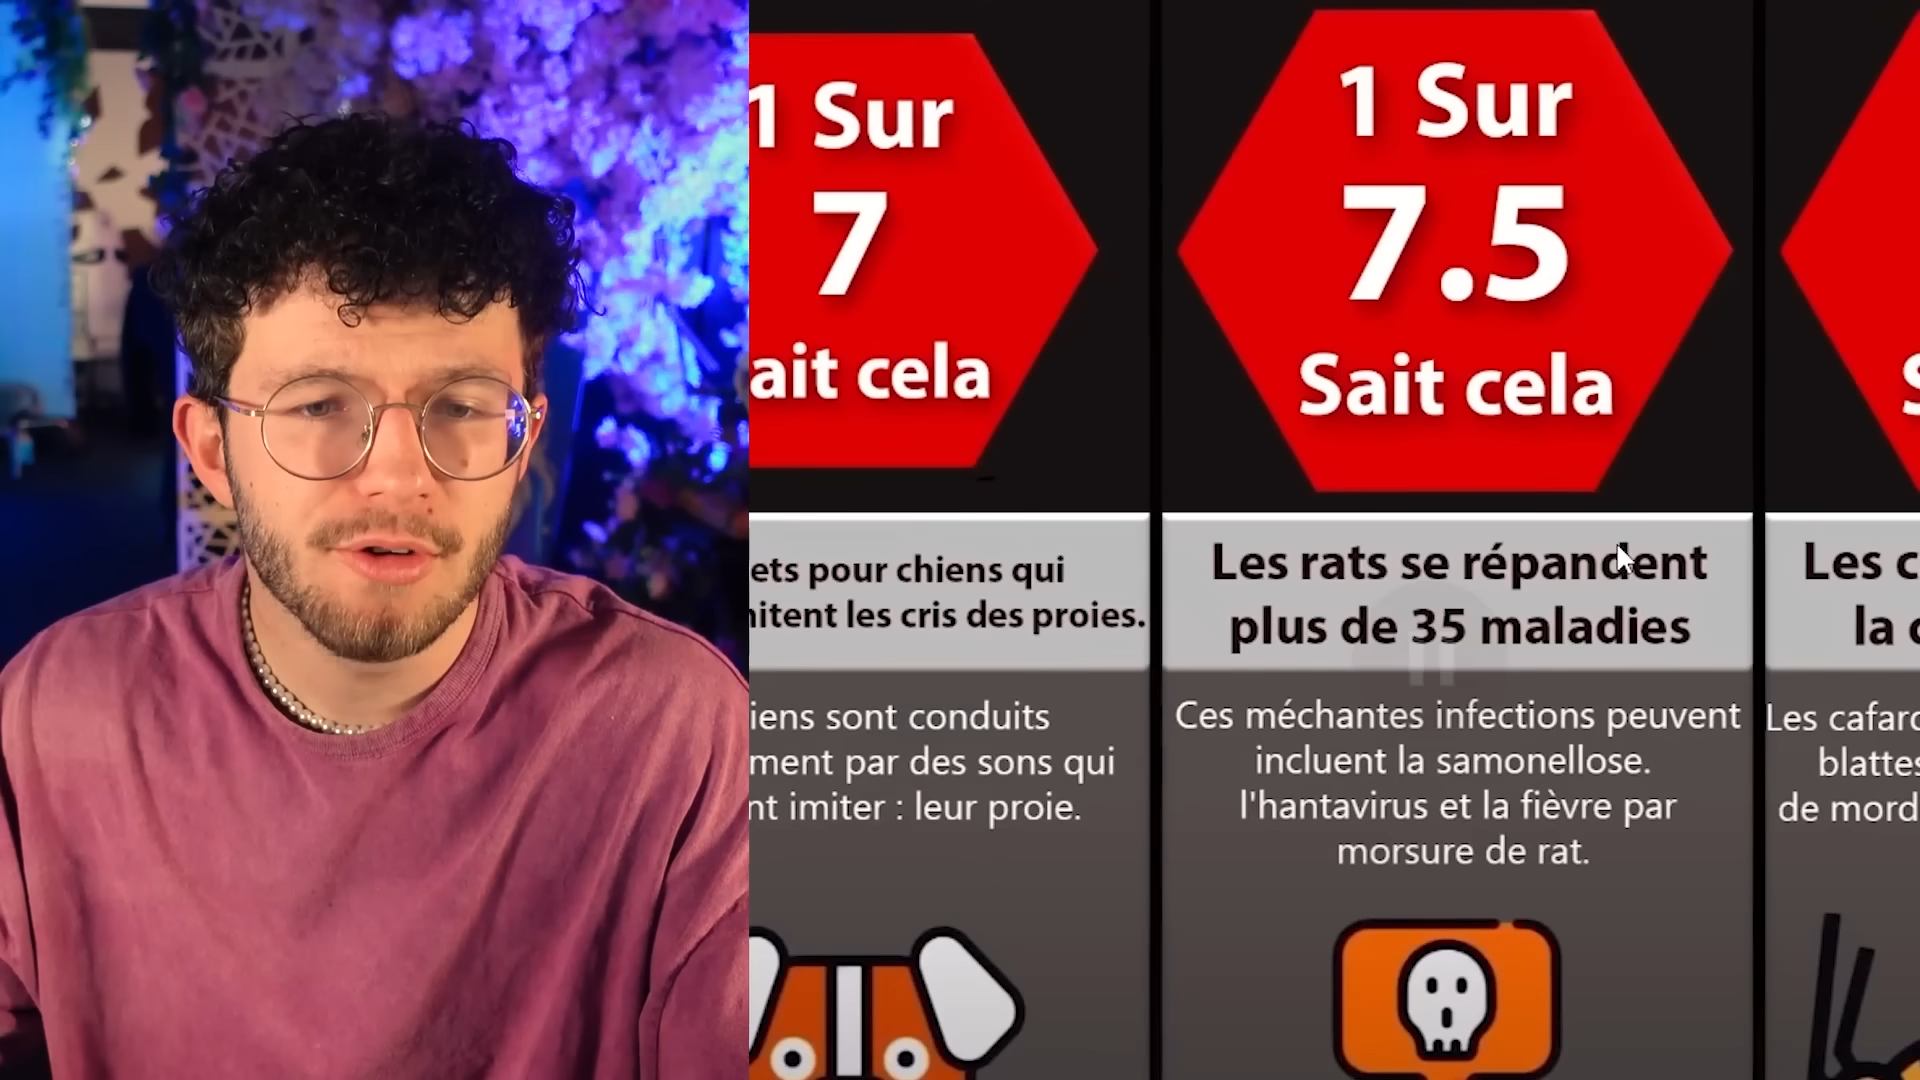 1 Sur
7
ait cela
ets pour chiens qui
itent les cris des proies.
iens sont conduits
ment par des sons qui
nt imiter : leur proie.
1 Sur
7.5
Sait cela
Les rats se répandent
plus de 35 maladies
Ces méchantes infections peuvent
incluent la samonellose.
l'hantavirus et la fièvre par
morsure de rat.
S
Les c
la c
Les cafarc
blattes
de mord